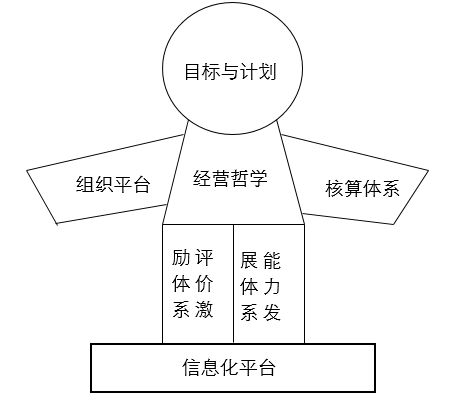 目标与计划
组织平台
经营哲学
核算体系
评价激
励体系
能力发
展体系
信息化平台